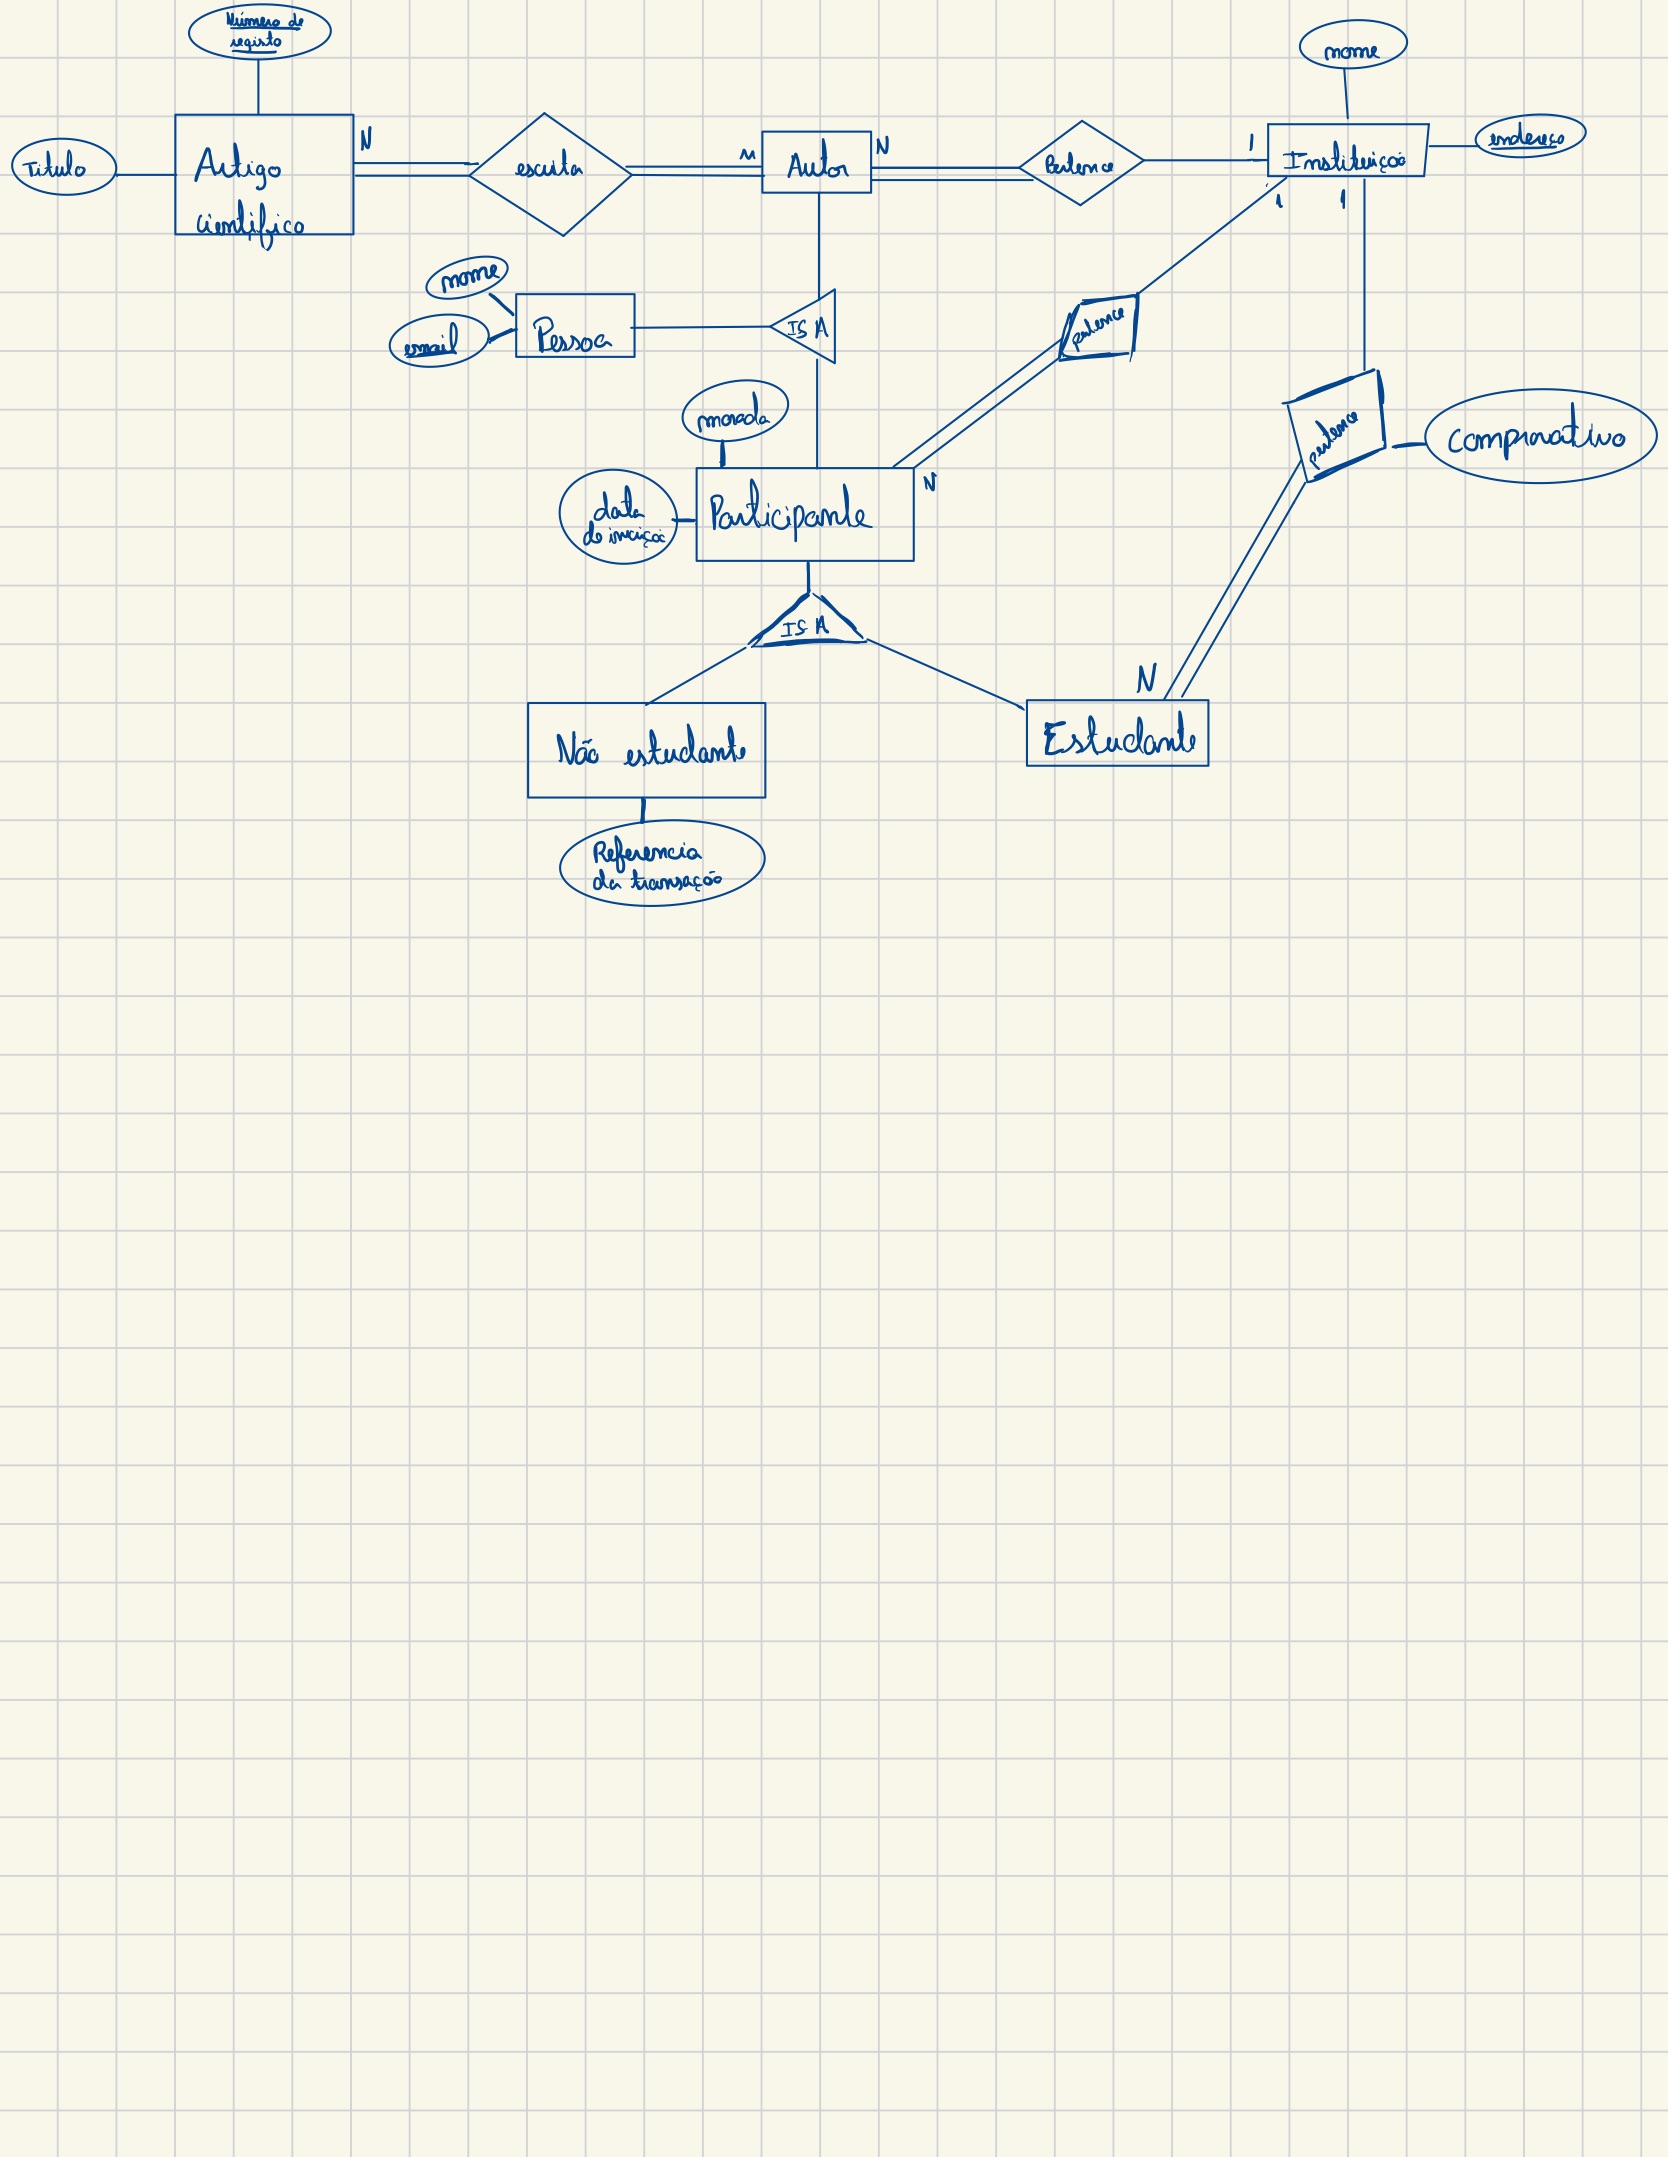 Número de
registo
nome
Titulo
Artigo
científico
N
escrita
M
Autor
N
Pertence
1
Instituição
endereço
1
1
nome
email
Pessoa
IS A
pertence
morada
data
de inscrição
Participante
N
pertence
Comprovativo
IS A
N
Não estudante
Estudante
Referencia
da transação